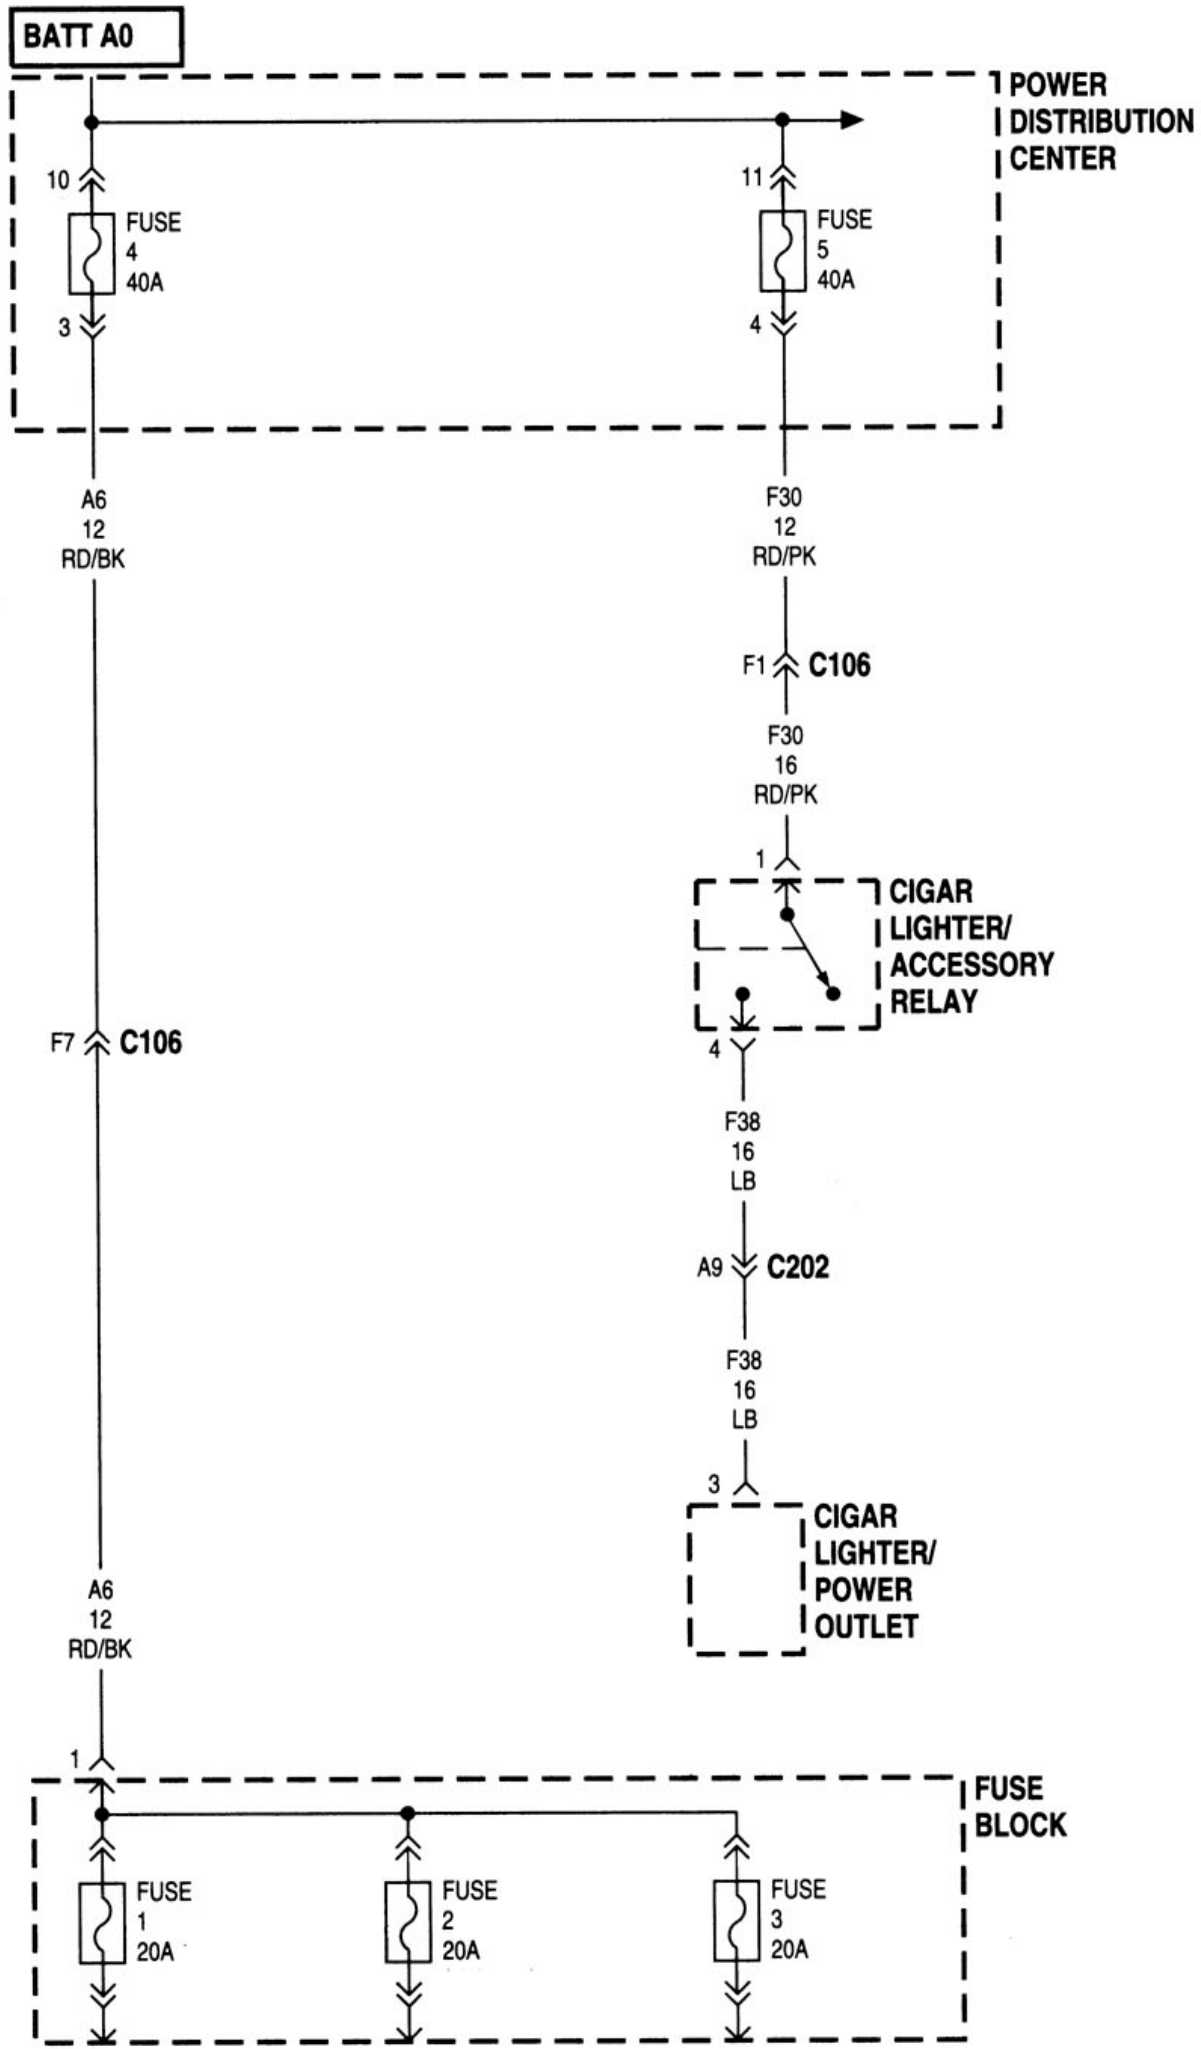 BATT A0
POWER
DISTRIBUTION
CENTER
10
FUSE
4
40A
3
11
FUSE
5
40A
4
A6
12
RD/BK
F30
12
RD/PK
F1
C106
F30
16
RD/PK
1
CIGAR
LIGHTER/
ACCESSORY
RELAY
F7
C106
4
F38
16
LB
A9
C202
F38
16
LB
3
CIGAR
LIGHTER/
POWER
OUTLET
A6
12
RD/BK
1
FUSE
BLOCK
FUSE
1
20A
FUSE
2
20A
FUSE
3
20A